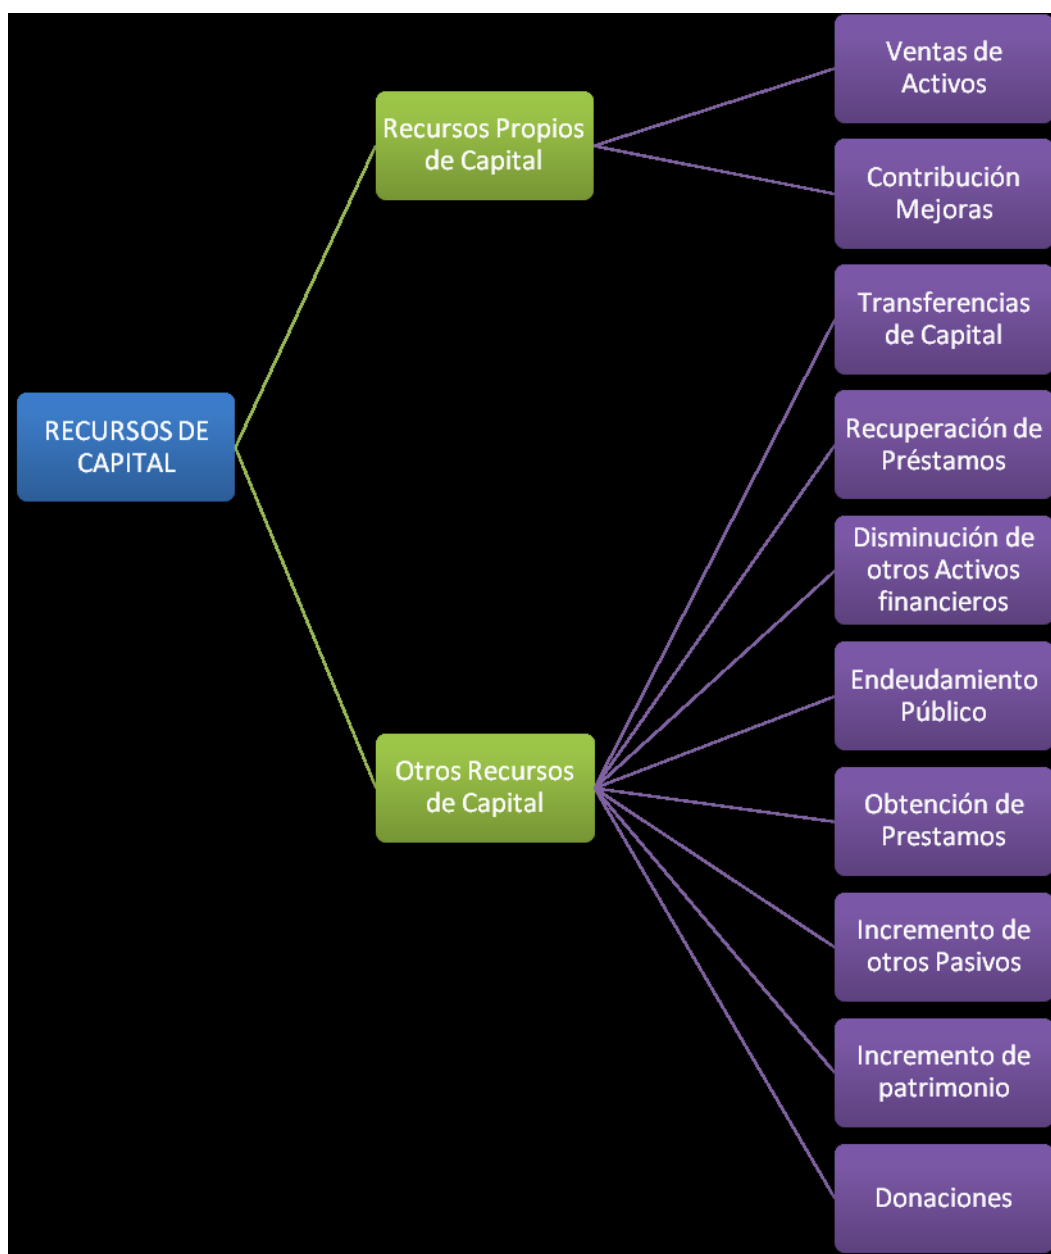 RECURSOS DE
CAPITAL
Recursos Propios
de Capital
Ventas de
Activos
Contribución
Mejoras
Otros Recursos
de Capital
Transferencias
de Capital
Recuperación de
Préstamos
Disminución de
otros Activos
financieros
Endeudamiento
Público
Obtención de
Prestamos
Incremento de
otros Pasivos
Incremento de
patrimonio
Donaciones